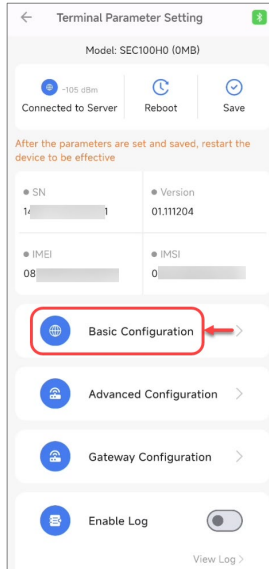 Terminal Parameter Setting
Model: SEC100H0 (0MB)
-105 dBm
Connected to Server
Reboot
Save
After the parameters are set and saved, restart the
device to be effective
SN
Version
01.111204
IMEI
IMSI
08
0
Basic Configuration
Advanced Configuration
Gateway Configuration
Enable Log
View Log